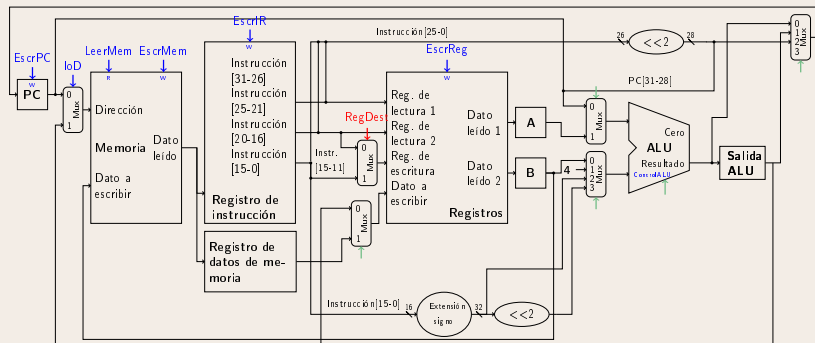 EscrIR
Instrucción[25-0]
26
<<2
28
0
1
2
3
Mux
EscrPC
IoD
LeerMem
EscrMem
EscrReg
W
PC
0
1
Mux
R
W
Dirección
Memoria
Dato
leído
Dato a
escribir
W
Instrucción
[31-26]
Instrucción
[25-21]
Instrucción
[20-16]
Instrucción
[15-0]
Registro de
instrucción
Registro de
datos de me-
moria
RegDest
Instr.
[15-11]
0
1
Mux
0
1
Mux
W
Reg. de
lectura 1
Reg. de
lectura 2
Reg. de
escritura
Dato a
escribir
Dato
leído 1
Dato
leído 2
Registros
A
B
4
PC[31-28]
0
1
Mux
0
1
2
3
Mux
Cero
ALU
Resultado
ControlALU
Salida
ALU
Instrucción[15-0]
16
Extensión
signo
32
<<2